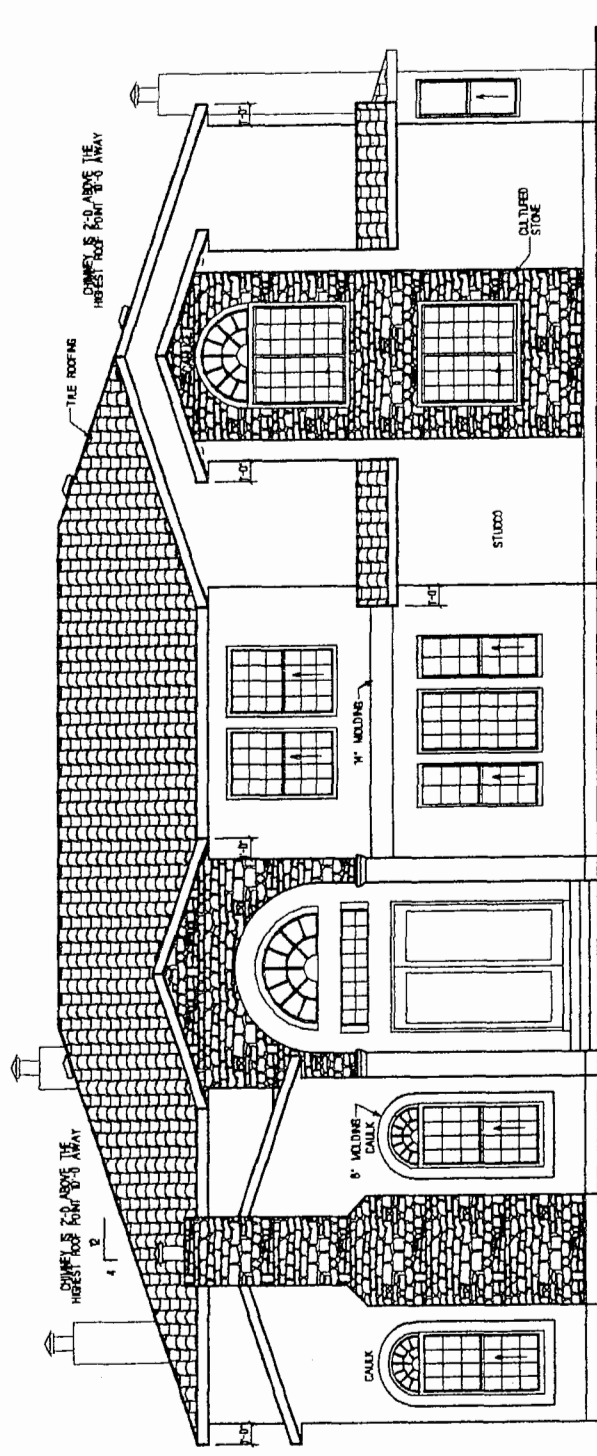 CHIMNEY IS 2'-0 ABOVE THE
HIGHEST ROOF POINT 10'-0 AWAY
12
4
TILE ROOFING
CHIMNEY IS 2'-0 ABOVE THE
HIGHEST ROOF POINT 10'-0 AWAY
1'-0"
1'-0"
1'-0"
1'-0"
CAULK
8" MOLDING
CAULK
14" MOLDING
1'-0"
STUCCO
CULTURED
STONE